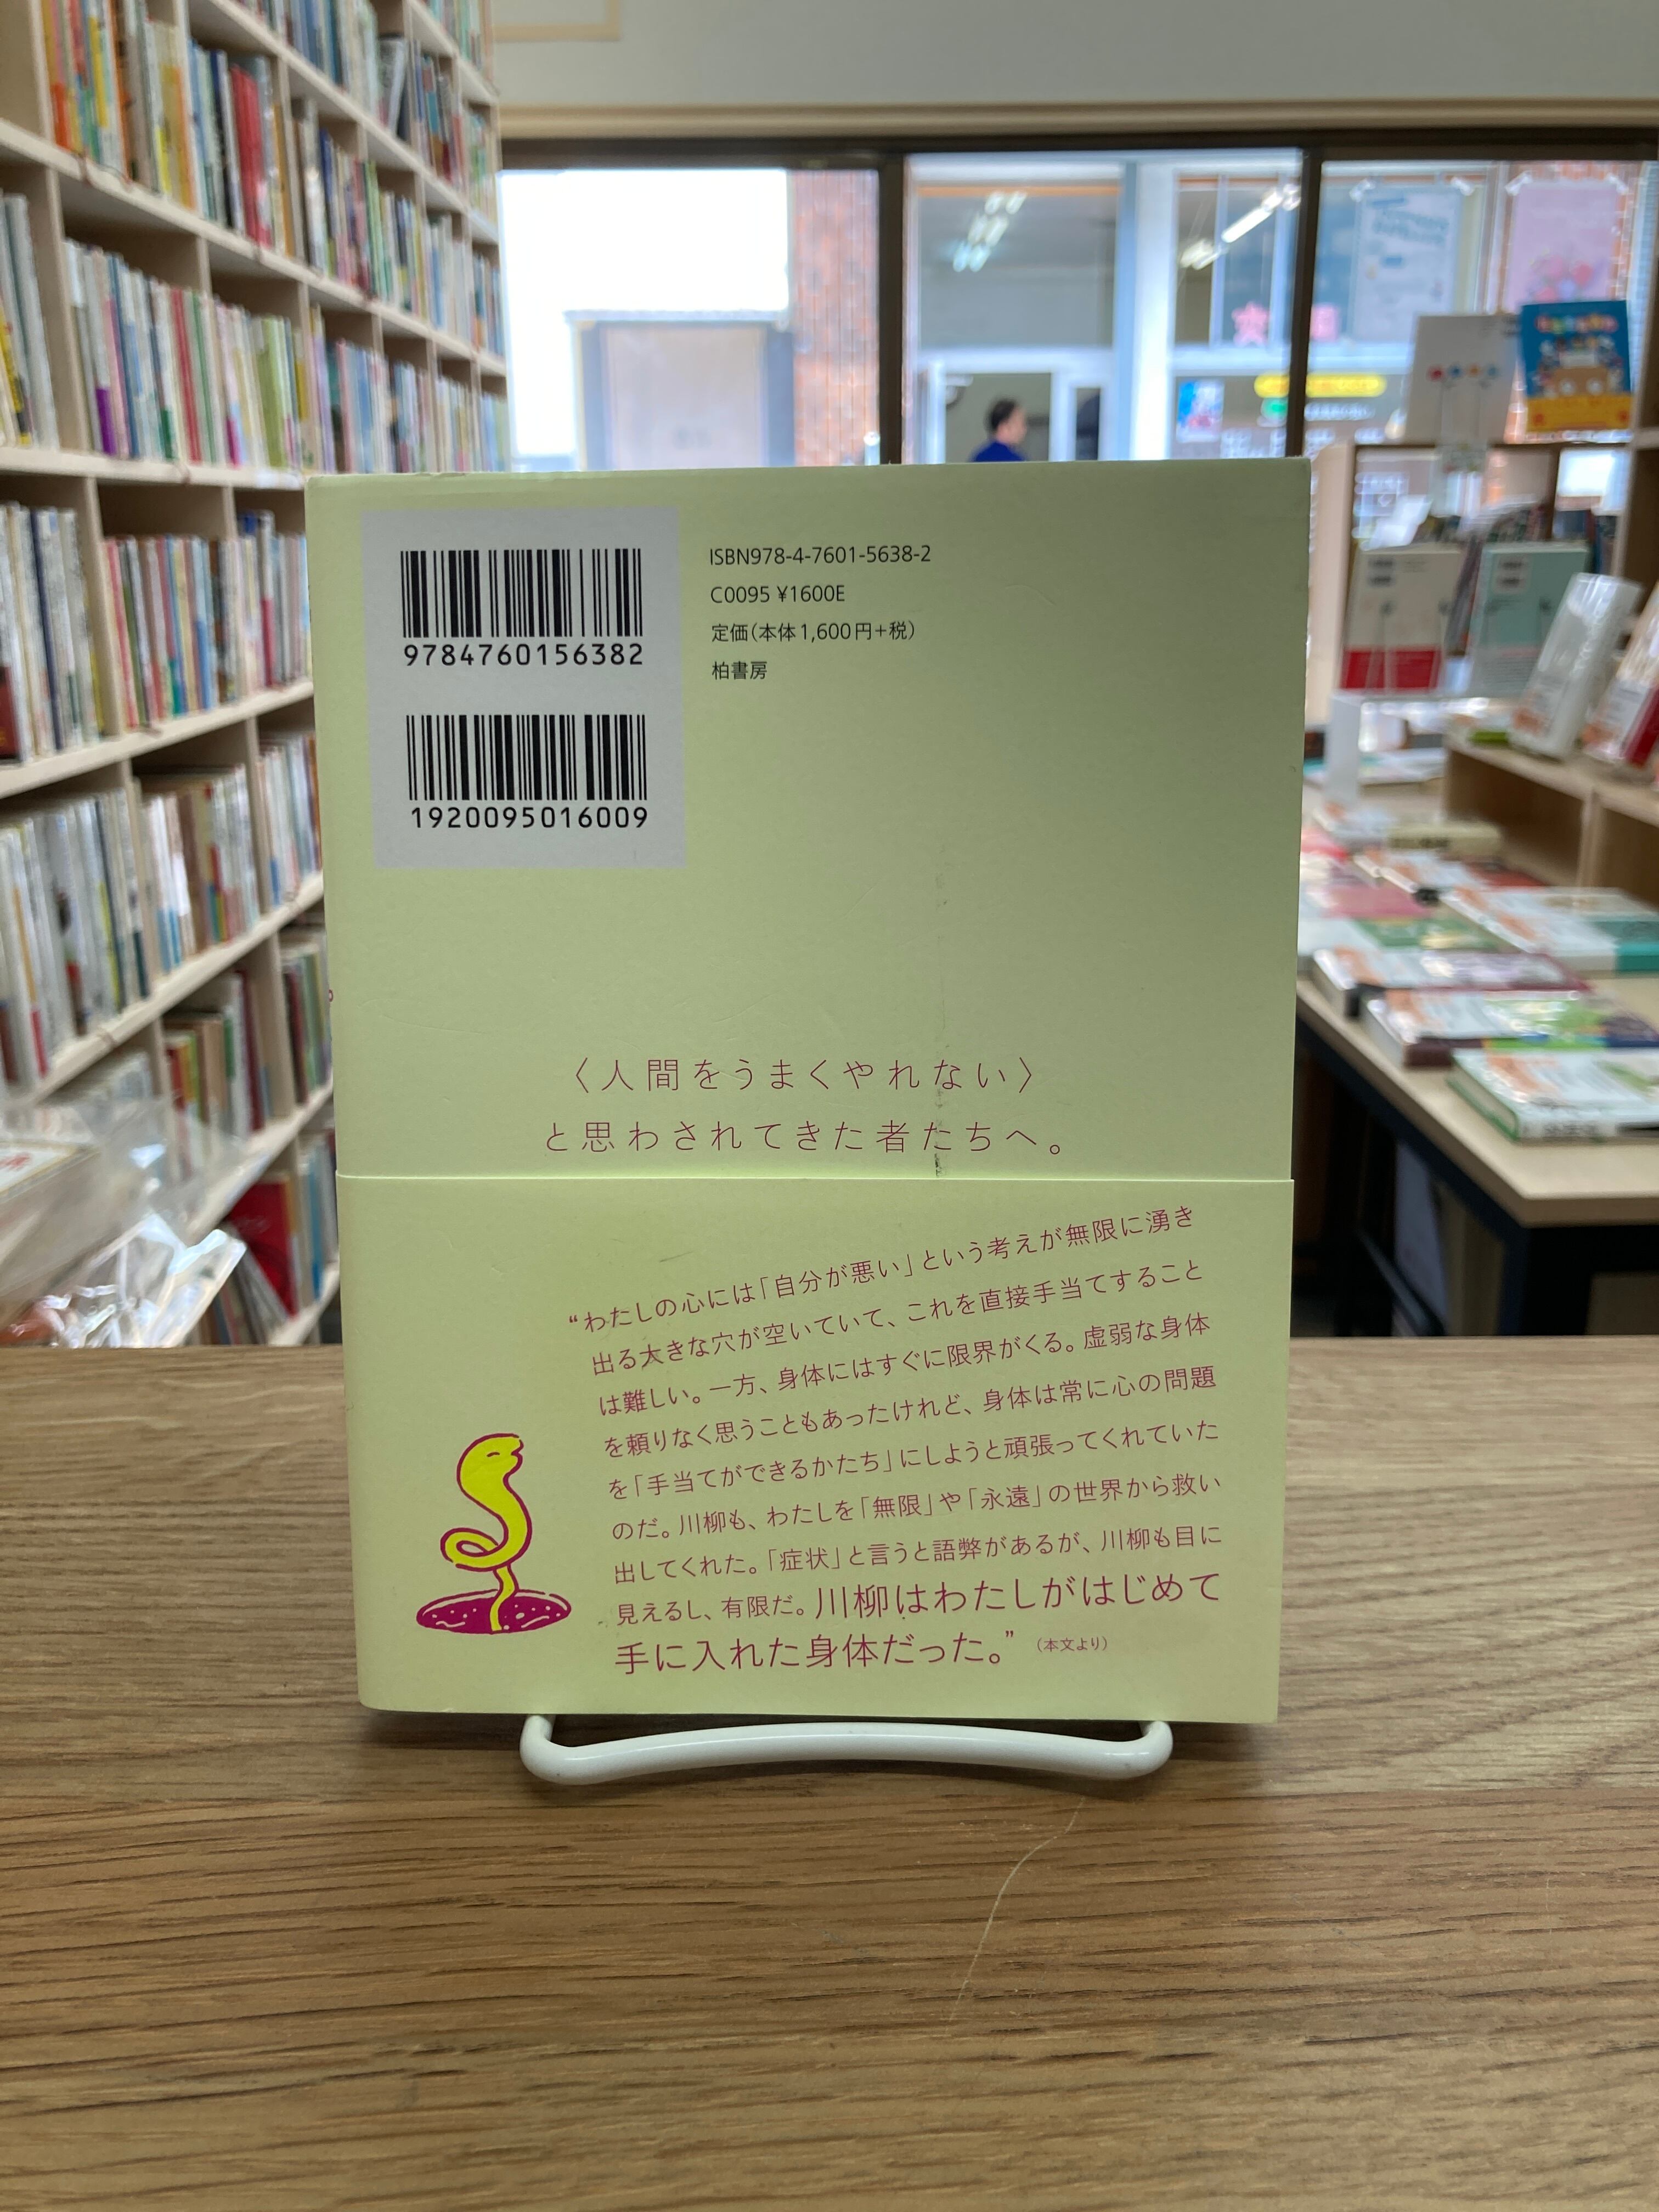 9784760156382
1920095016009
ISBN978-4-7601-5638-2
C0095 ¥1600E
定価(本体1,600円+税)
柏書房
〈人間をうまくやれない〉
と思わされてきた者たちへ。
“わたしの心には「自分が悪い」という考えが無限に湧き
出る大きな穴が空いていて、これを直接手当てすること
は難しい。一方、身体にはすぐに限界がくる。虚弱な身体
を頼りなく思うこともあったけれど、身体は常に心の問題
を「手当てができるかたち」にしようと頑張ってくれていた
のだ。川柳も、わたしを「無限」や「永遠」の世界から救い
出してくれた。「症状」と言うと語弊があるが、川柳も目に
見えるし、有限だ。川柳はわたしがはじめて
手に入れた身体だった。” (本文より)